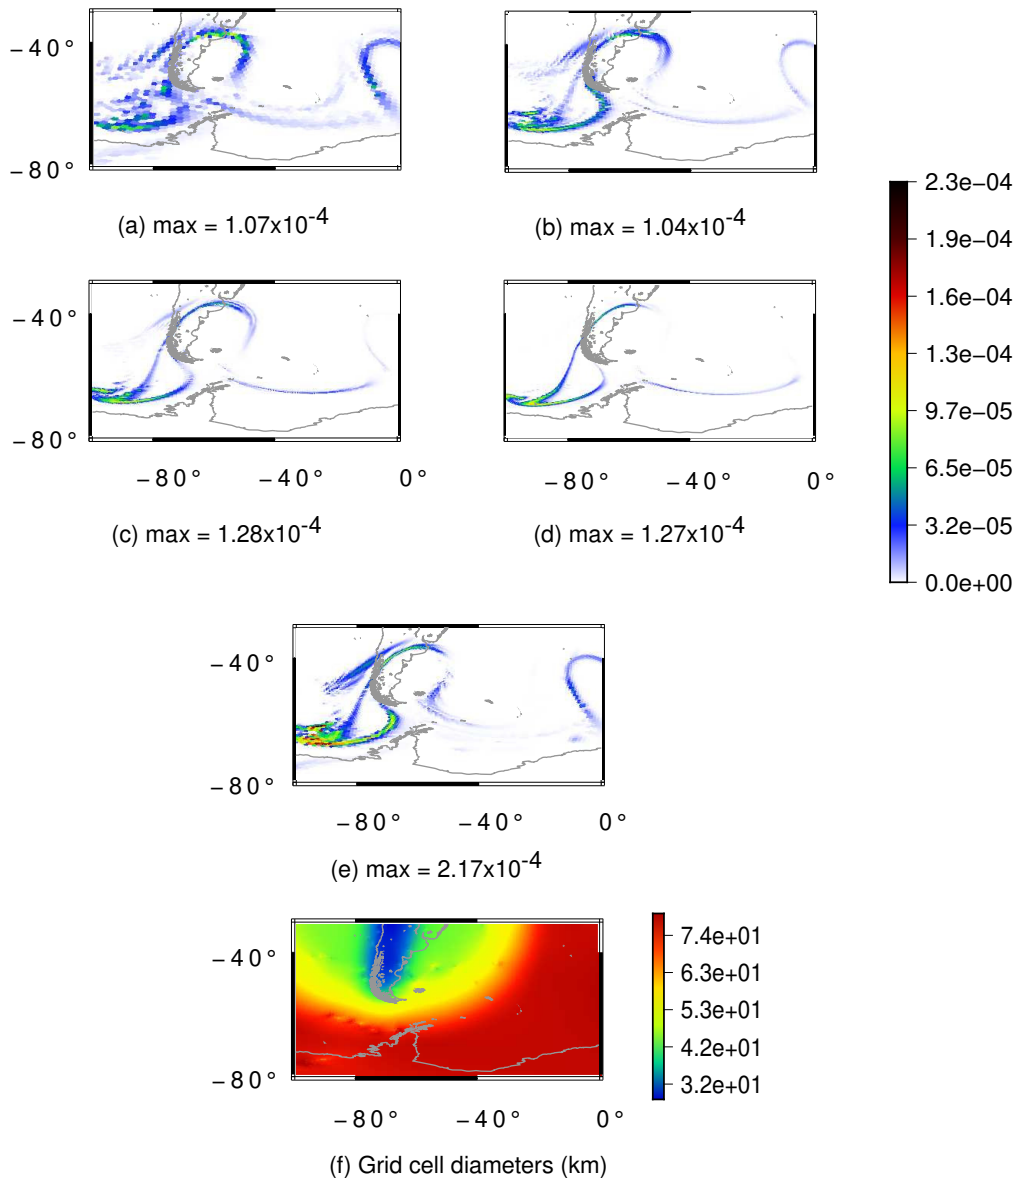 −40°
−80°
(a) max = 1.07x10-4
(b) max = 1.04x10-4
2.3e−04
1.9e−04
1.6e−04
1.3e−04
9.7e−05
6.5e−05
3.2e−05
0.0e+00
−40°
−80°
−80° −40° 0°
−80° −40° 0°
(c) max = 1.28x10-4
(d) max = 1.27x10-4
−40°
−80°
−80° −40° 0°
(e) max = 2.17x10-4
7.4e+01
6.3e+01
5.3e+01
4.2e+01
3.2e+01
−40°
−80°
−80° −40° 0°
(f) Grid cell diameters (km)